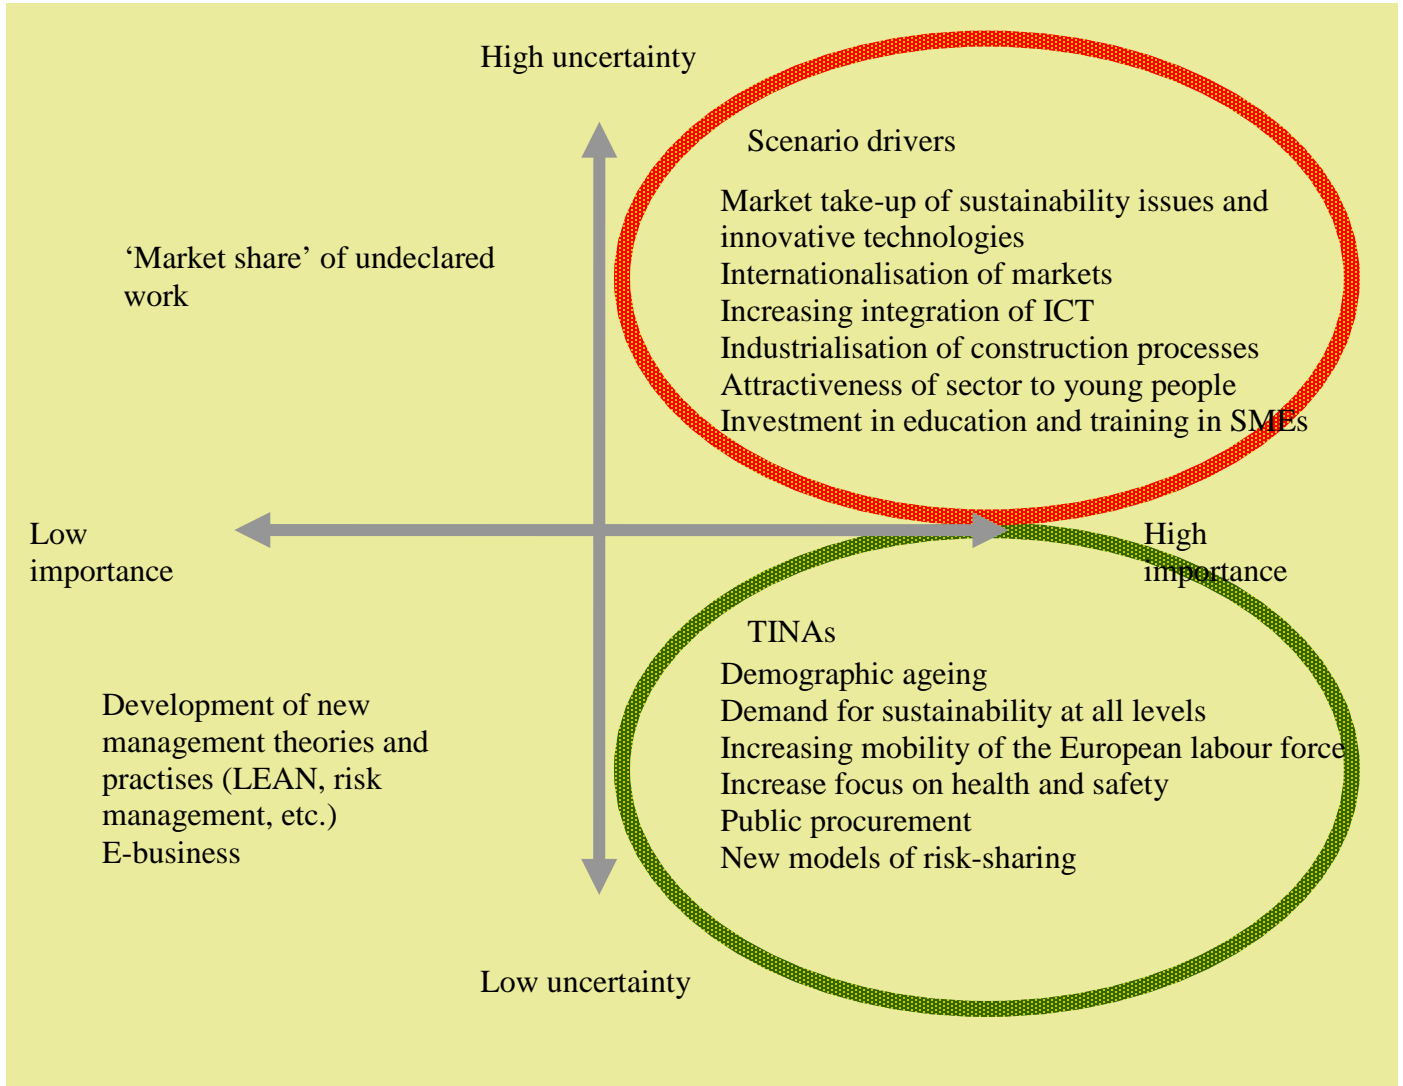 High uncertainty
Scenario drivers
Market take-up of sustainability issues and
innovative technologies
Internationalisation of markets
Increasing integration of ICT
Industrialisation of construction processes
Attractiveness of sector to young people
Investment in education and training in SMEs
‘Market share’ of undeclared
work
Low
importance
High
importance
TINAs
Demographic ageing
Demand for sustainability at all levels
Increasing mobility of the European labour force
Increase focus on health and safety
Public procurement
New models of risk-sharing
Development of new
management theories and
practises (LEAN, risk
management, etc.)
E-business
Low uncertainty